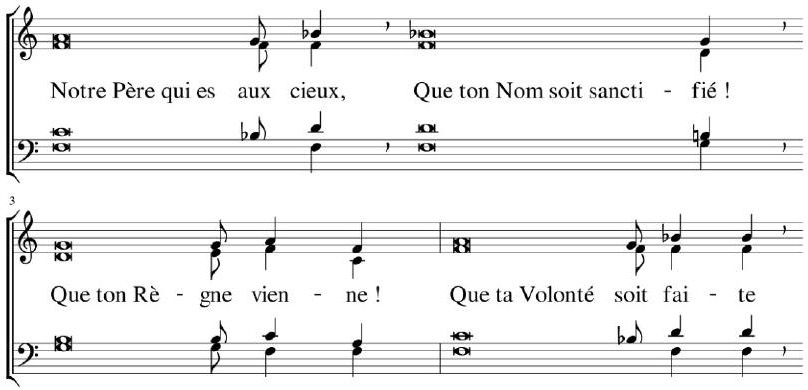 Notre Père qui es aux cieux, Que ton Nom soit sancti - fié !
3
Que ton Rè - gne vien - ne ! Que ta Volonté soit fai - te